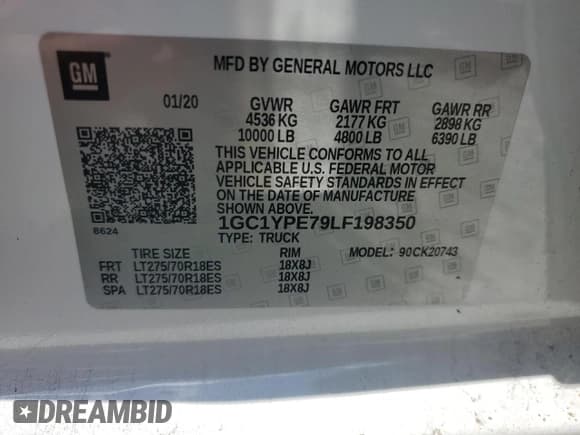 GM
MFD BY GENERAL MOTORS LLC
01/20 GVWR GAWR FRT GAWR RR
4536 KG 2177 KG 2898 KG
10000 LB 4800 LB 6390 LB
THIS VEHICLE CONFORMS TO ALL
APPLICABLE U.S. FEDERAL MOTOR
VEHICLE SAFETY STANDARDS IN EFFECT
ON THE DATE OF MANUFACTURE
SHOWN ABOVE.
8624 1GC1YPE79LF198350
TYPE: TRUCK MODEL: 90CK20743
TIRE SIZE RIM
FRT LT275/70R18ES 18X8J
RR LT275/70R18ES 18X8J
SPA LT275/70R18ES 18X8J
DREAMBID